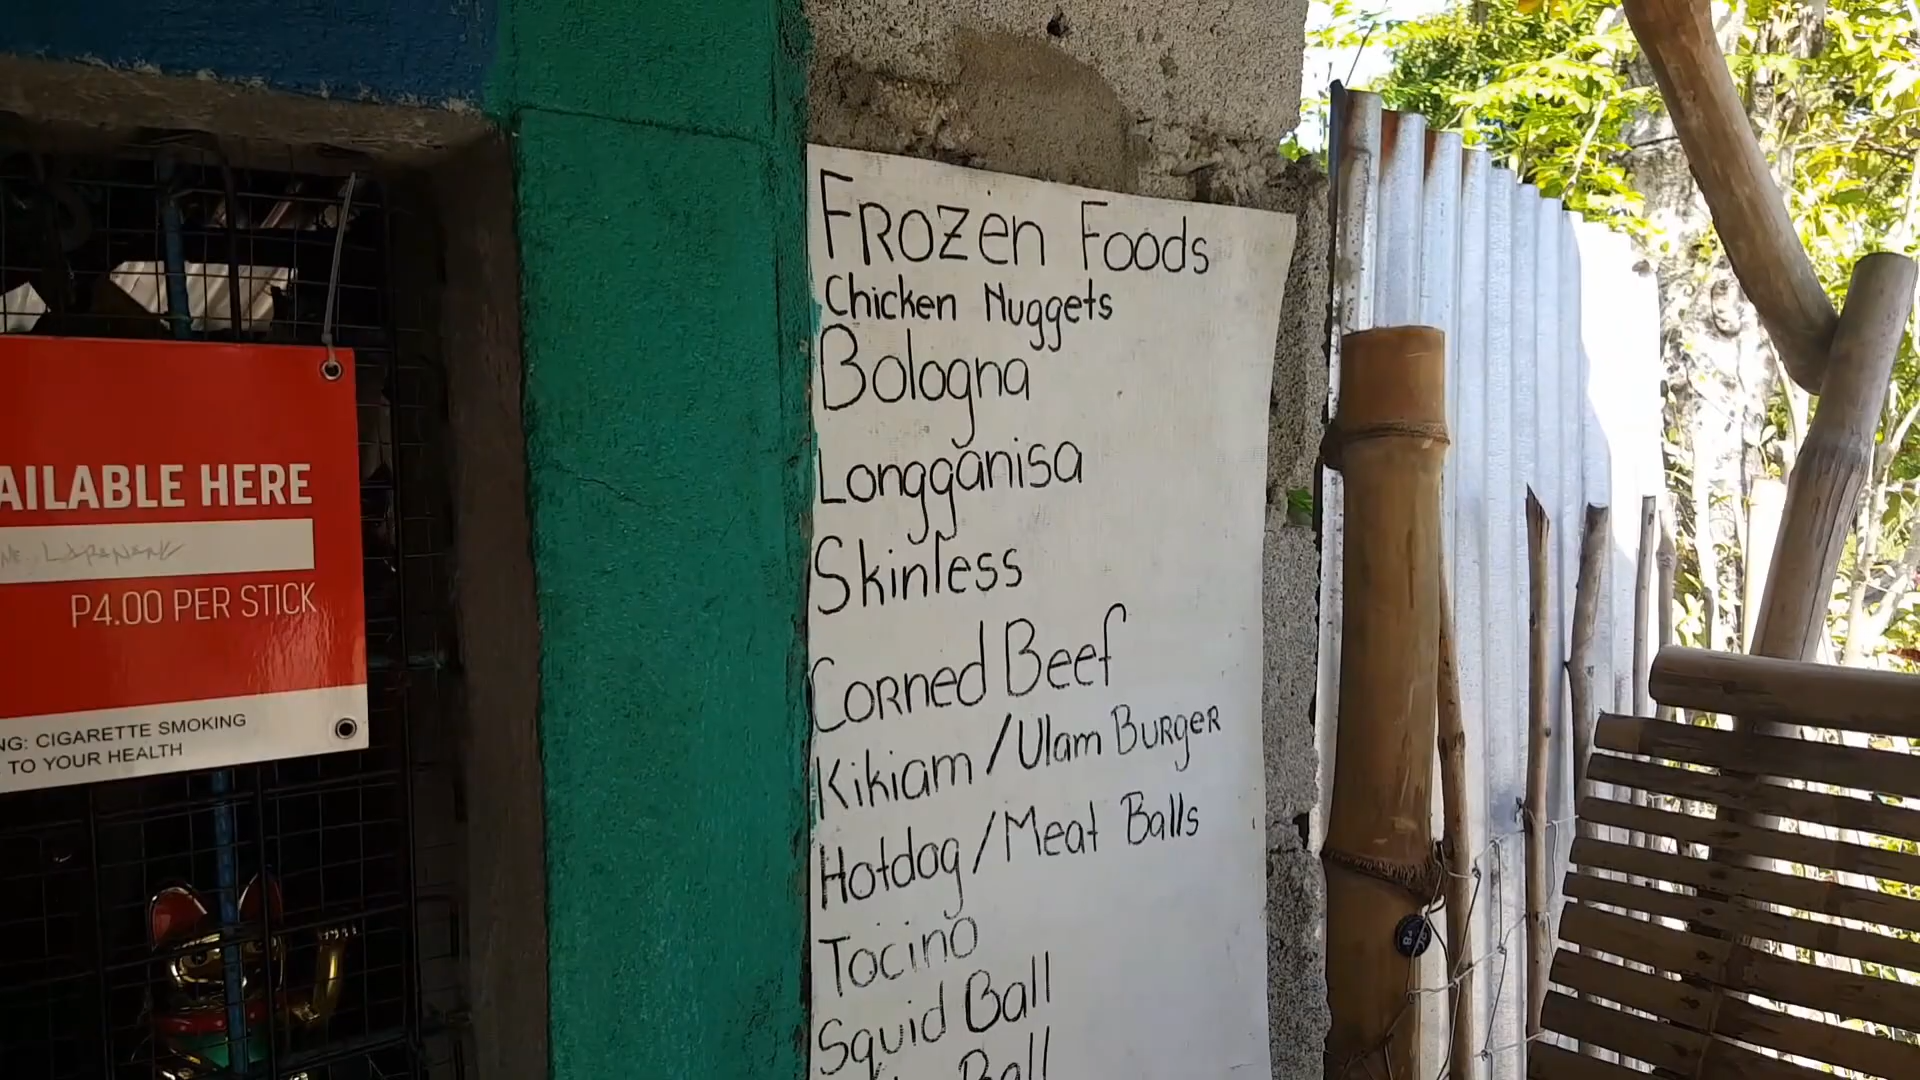 AILABLE HERE
P4.00 PER STICK
NG: CIGARETTE SMOKING
TO YOUR HEALTH
FROZEN FOODS
Chicken Nuggets
Bologna
Longganisa
Skinless
Corned Beef
Kikiam / Ulam Burger
Hotdog / Meat Balls
Tocino
Squid Ball
Ball